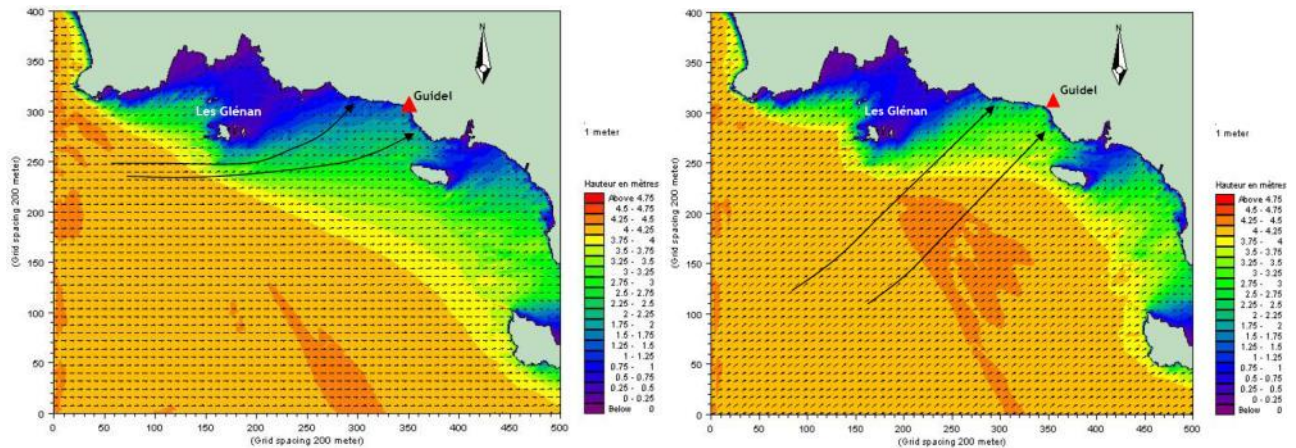 400
350
300
250
200
150
100
50
0
(Grid spacing 200 meter)
0 50 100 150 200 250 300 350 400 450 500
(Grid spacing 200 meter)
N
Guidel
Les Glénan
1 meter
Hauteur en mètres
Above 4.75
4.5 - 4.75
4.25 - 4.5
4 - 4.25
3.75 - 4
3.5 - 3.75
3.25 - 3.5
3 - 3.25
2.75 - 3
2.5 - 2.75
2.25 - 2.5
2 - 2.25
1.75 - 2
1.5 - 1.75
1.25 - 1.5
1 - 1.25
0.75 - 1
0.5 - 0.75
0.25 - 0.5
0 - 0.25
Below 0
400
350
300
250
200
150
100
50
0
(Grid spacing 200 meter)
0 50 100 150 200 250 300 350 400 450 500
(Grid spacing 200 meter)
N
Guidel
Les Glénan
1 meter
Hauteur en mètres
Above 4.75
4.5 - 4.75
4.25 - 4.5
4 - 4.25
3.75 - 4
3.5 - 3.75
3.25 - 3.5
3 - 3.25
2.75 - 3
2.5 - 2.75
2.25 - 2.5
2 - 2.25
1.75 - 2
1.5 - 1.75
1.25 - 1.5
1 - 1.25
0.75 - 1
0.5 - 0.75
0.25 - 0.5
0 - 0.25
Below 0